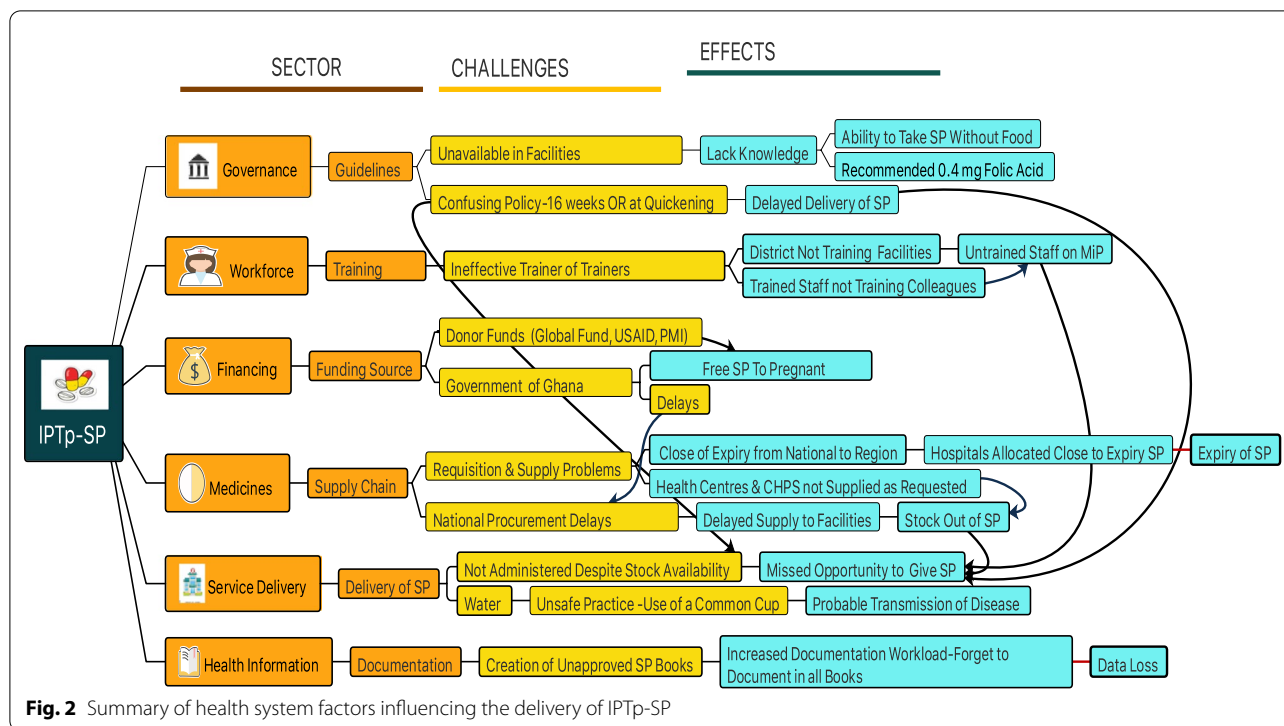 SECTOR
CHALLENGES
EFFECTS
IPTp-SP
Governance
Guidelines
Unavailable in Facilities
Lack Knowledge
Ability to Take SP Without Food
Recommended 0.4 mg Folic Acid
Confusing Policy-16 weeks OR at Quickening
Delayed Delivery of SP
Workforce
Training
Ineffective Trainer of Trainers
District Not Training Facilities
Untrained Staff on MiP
Trained Staff not Training Colleagues
$
Financing
Funding Source
Donor Funds (Global Fund, USAID, PMI)
Government of Ghana
Free SP To Pregnant
Delays
Medicines
Supply Chain
Requisition & Supply Problems
Close of Expiry from National to Region
Hospitals Allocated Close to Expiry SP
Expiry of SP
Health Centres & CHPS not Supplied as Requested
National Procurement Delays
Delayed Supply to Facilities
Stock Out of SP
Service Delivery
Delivery of SP
Not Administered Despite Stock Availability
Missed Opportunity to Give SP
Water
Unsafe Practice -Use of a Common Cup
Probable Transmission of Disease
Health Information
Documentation
Creation of Unapproved SP Books
Increased Documentation Workload-Forget to
Document in all Books
Data Loss
Fig. 2 Summary of health system factors influencing the delivery of IPTp-SP